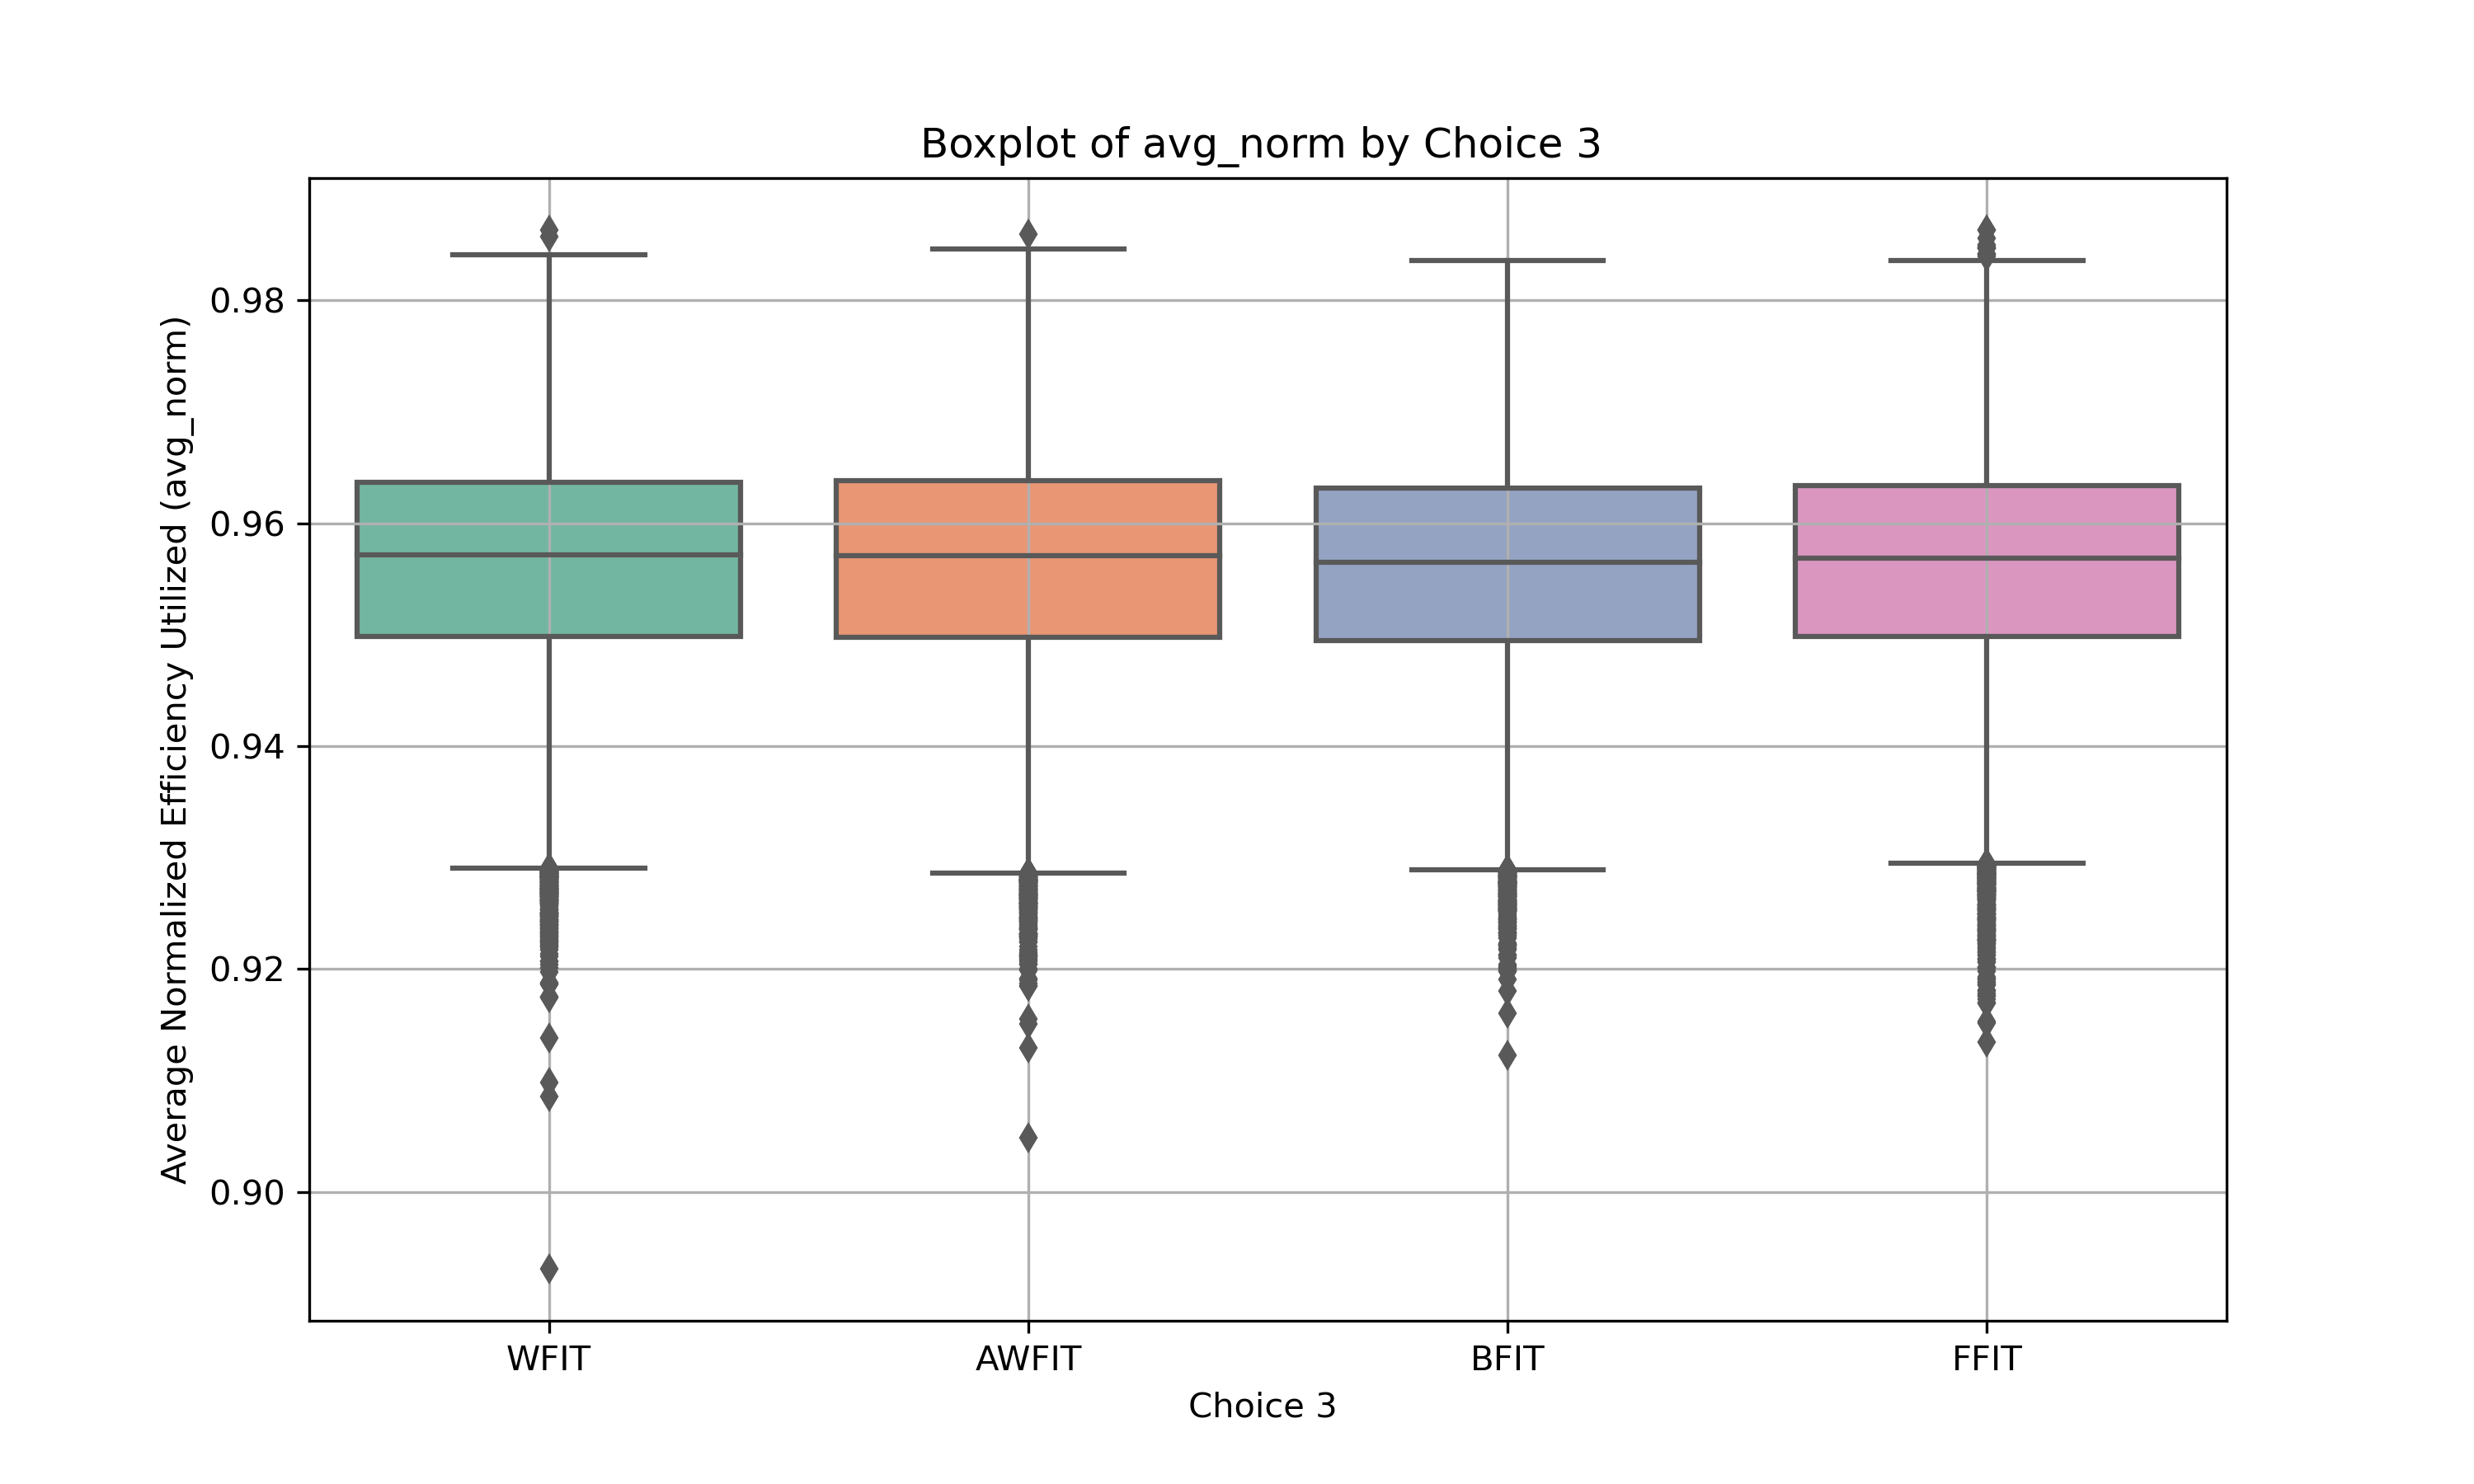 Boxplot of avg_norm by Choice 3
Average Normalized Efficiency Utilized (avg_norm)
0.98
0.96
0.94
0.92
0.90
WFIT AWFIT BFIT FFIT
Choice 3